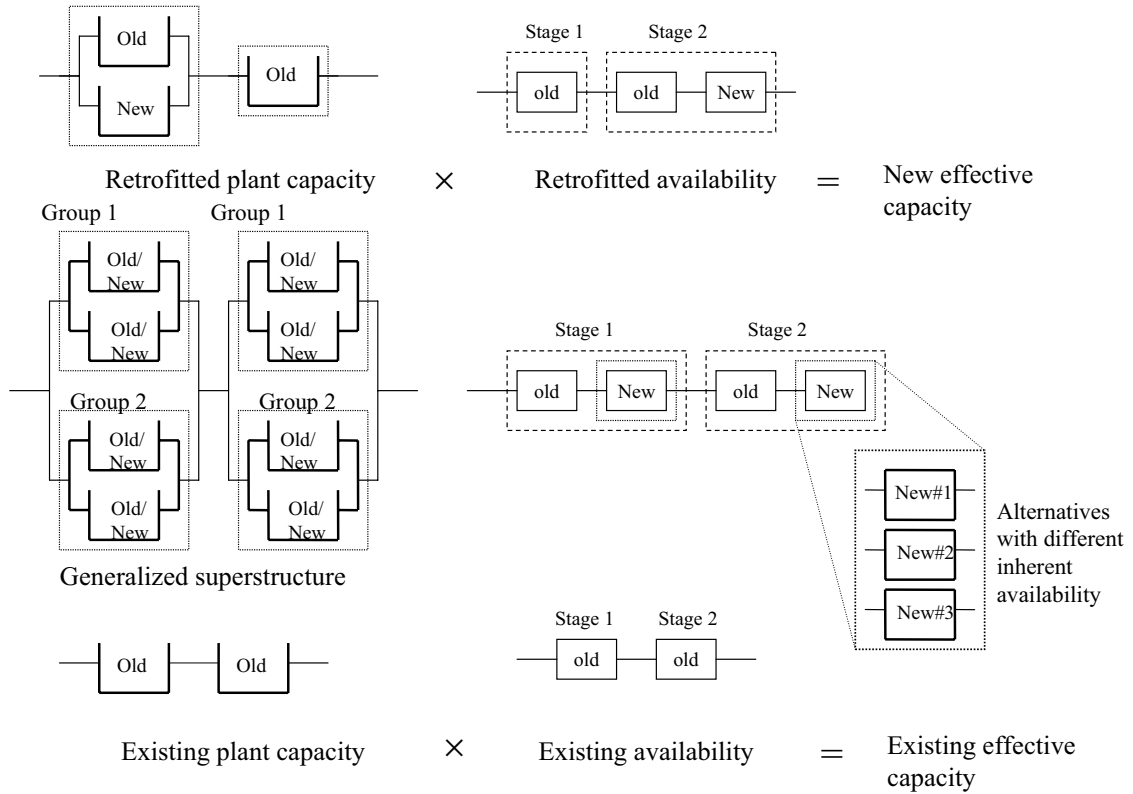 Stage 1
Stage 2
Old
New
Old
old
old
New
Retrofitted plant capacity
×
Retrofitted availability
=
New effective
capacity
Group 1
Group 1
Old/
New
Old/
New
Old/
New
Old/
New
Group 2
Group 2
Old/
New
Old/
New
Old/
New
Old/
New
Generalized superstructure
Stage 1
Stage 2
old
New
old
New
New#1
New#2
New#3
Alternatives
with different
inherent
availability
Stage 1
Stage 2
Old
Old
old
old
Existing plant capacity
×
Existing availability
=
Existing effective
capacity